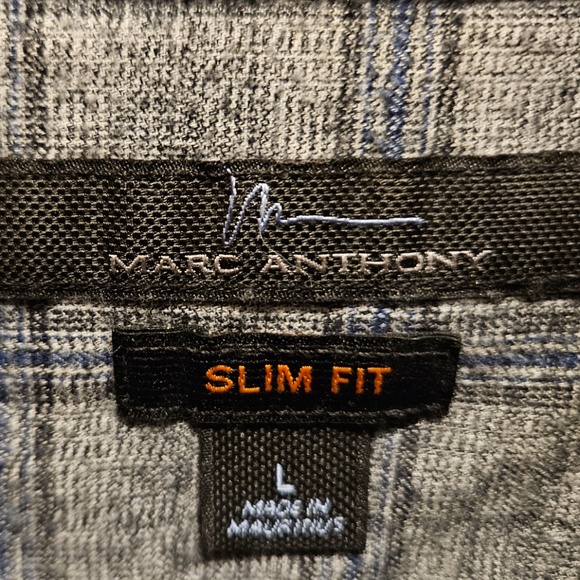 MARC ANTHONY
SLIM FIT
L
MADE IN
MAURITIUS